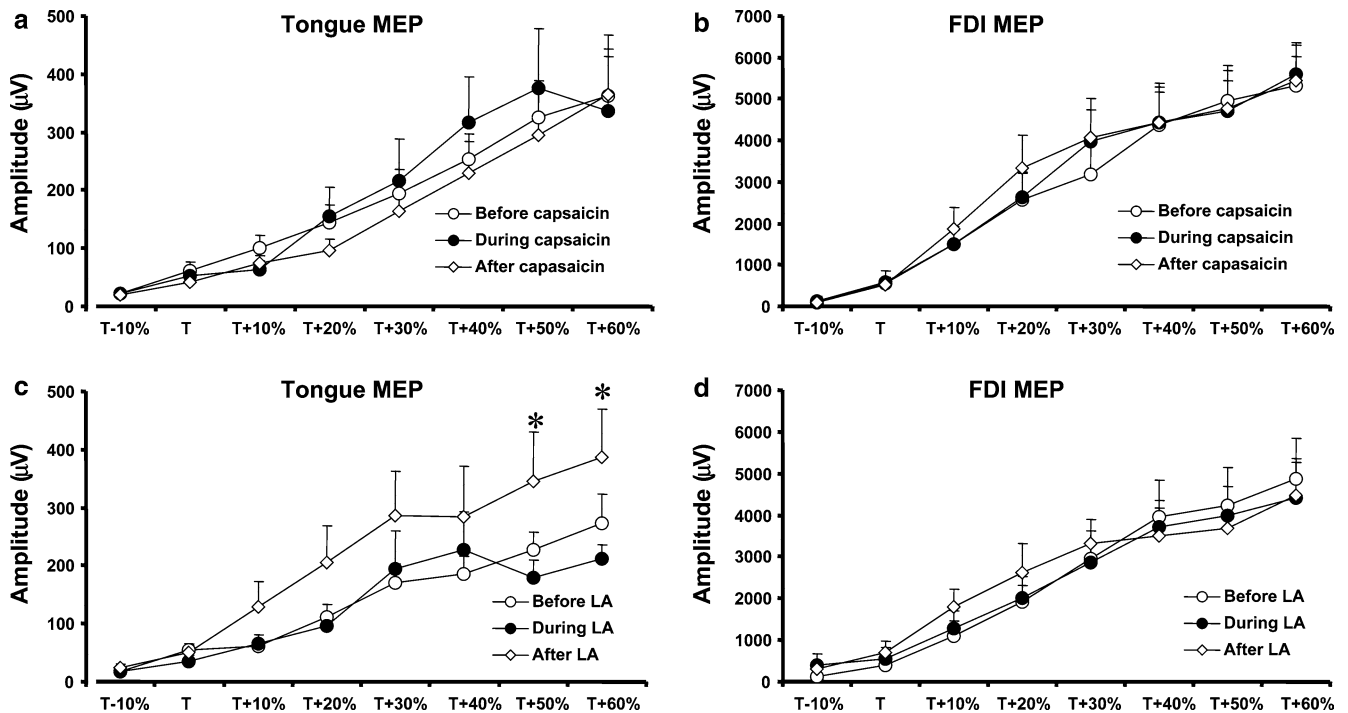 a
Tongue MEP
Amplitude (µV)
500
400
300
200
100
0
Before capsaicin
During capsaicin
After capasaicin
T-10% T T+10% T+20% T+30% T+40% T+50% T+60%
b
FDI MEP
Amplitude (µV)
7000
6000
5000
4000
3000
2000
1000
0
Before capsaicin
During capsaicin
After capasaicin
T-10% T T+10% T+20% T+30% T+40% T+50% T+60%
c
Tongue MEP
Amplitude (µV)
500
400
300
200
100
0
* *
Before LA
During LA
After LA
T-10% T T+10% T+20% T+30% T+40% T+50% T+60%
d
FDI MEP
Amplitude (µV)
7000
6000
5000
4000
3000
2000
1000
0
Before LA
During LA
After LA
T-10% T T+10% T+20% T+30% T+40% T+50% T+60%